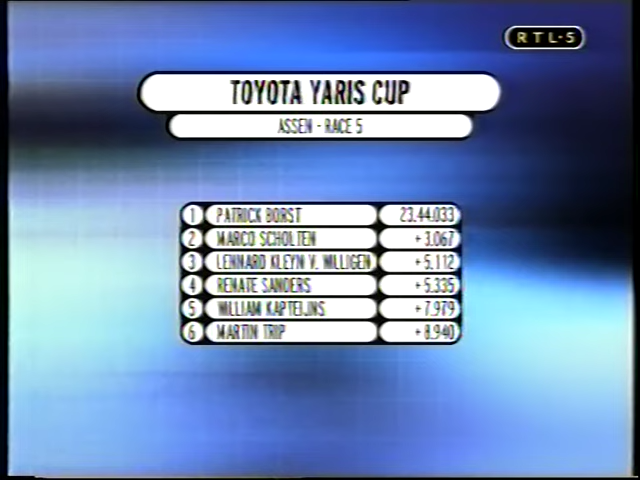 RTL-5
TOYOTA YARIS CUP
ASSEN - RACE 5
1 PATRICK BORST 23.44.033
2 MARCO SCHOLTEN +3.067
3 LENNARD KLEYN V. WILLIGEN +5.112
4 RENATE SANDERS +5.335
5 WILLIAM KAPTEIJNS +7.979
6 MARTIN TRIP +8.940